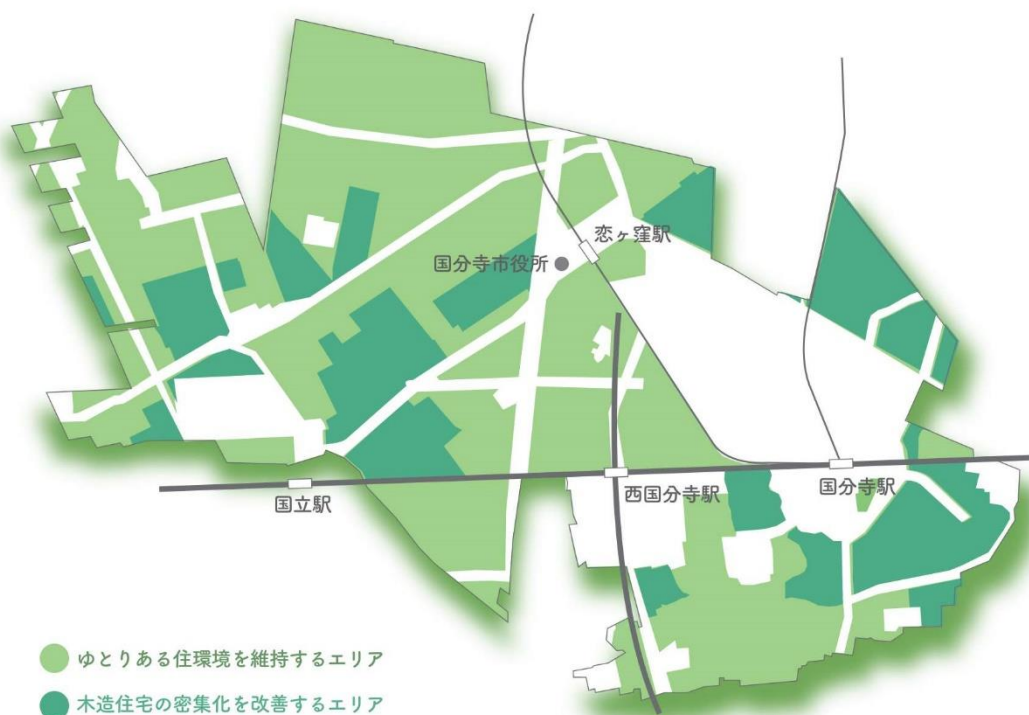 恋ヶ窪駅
国分寺市役所
国立駅
西国分寺駅
国分寺駅
ゆとりある住環境を維持するエリア
木造住宅の密集化を改善するエリア